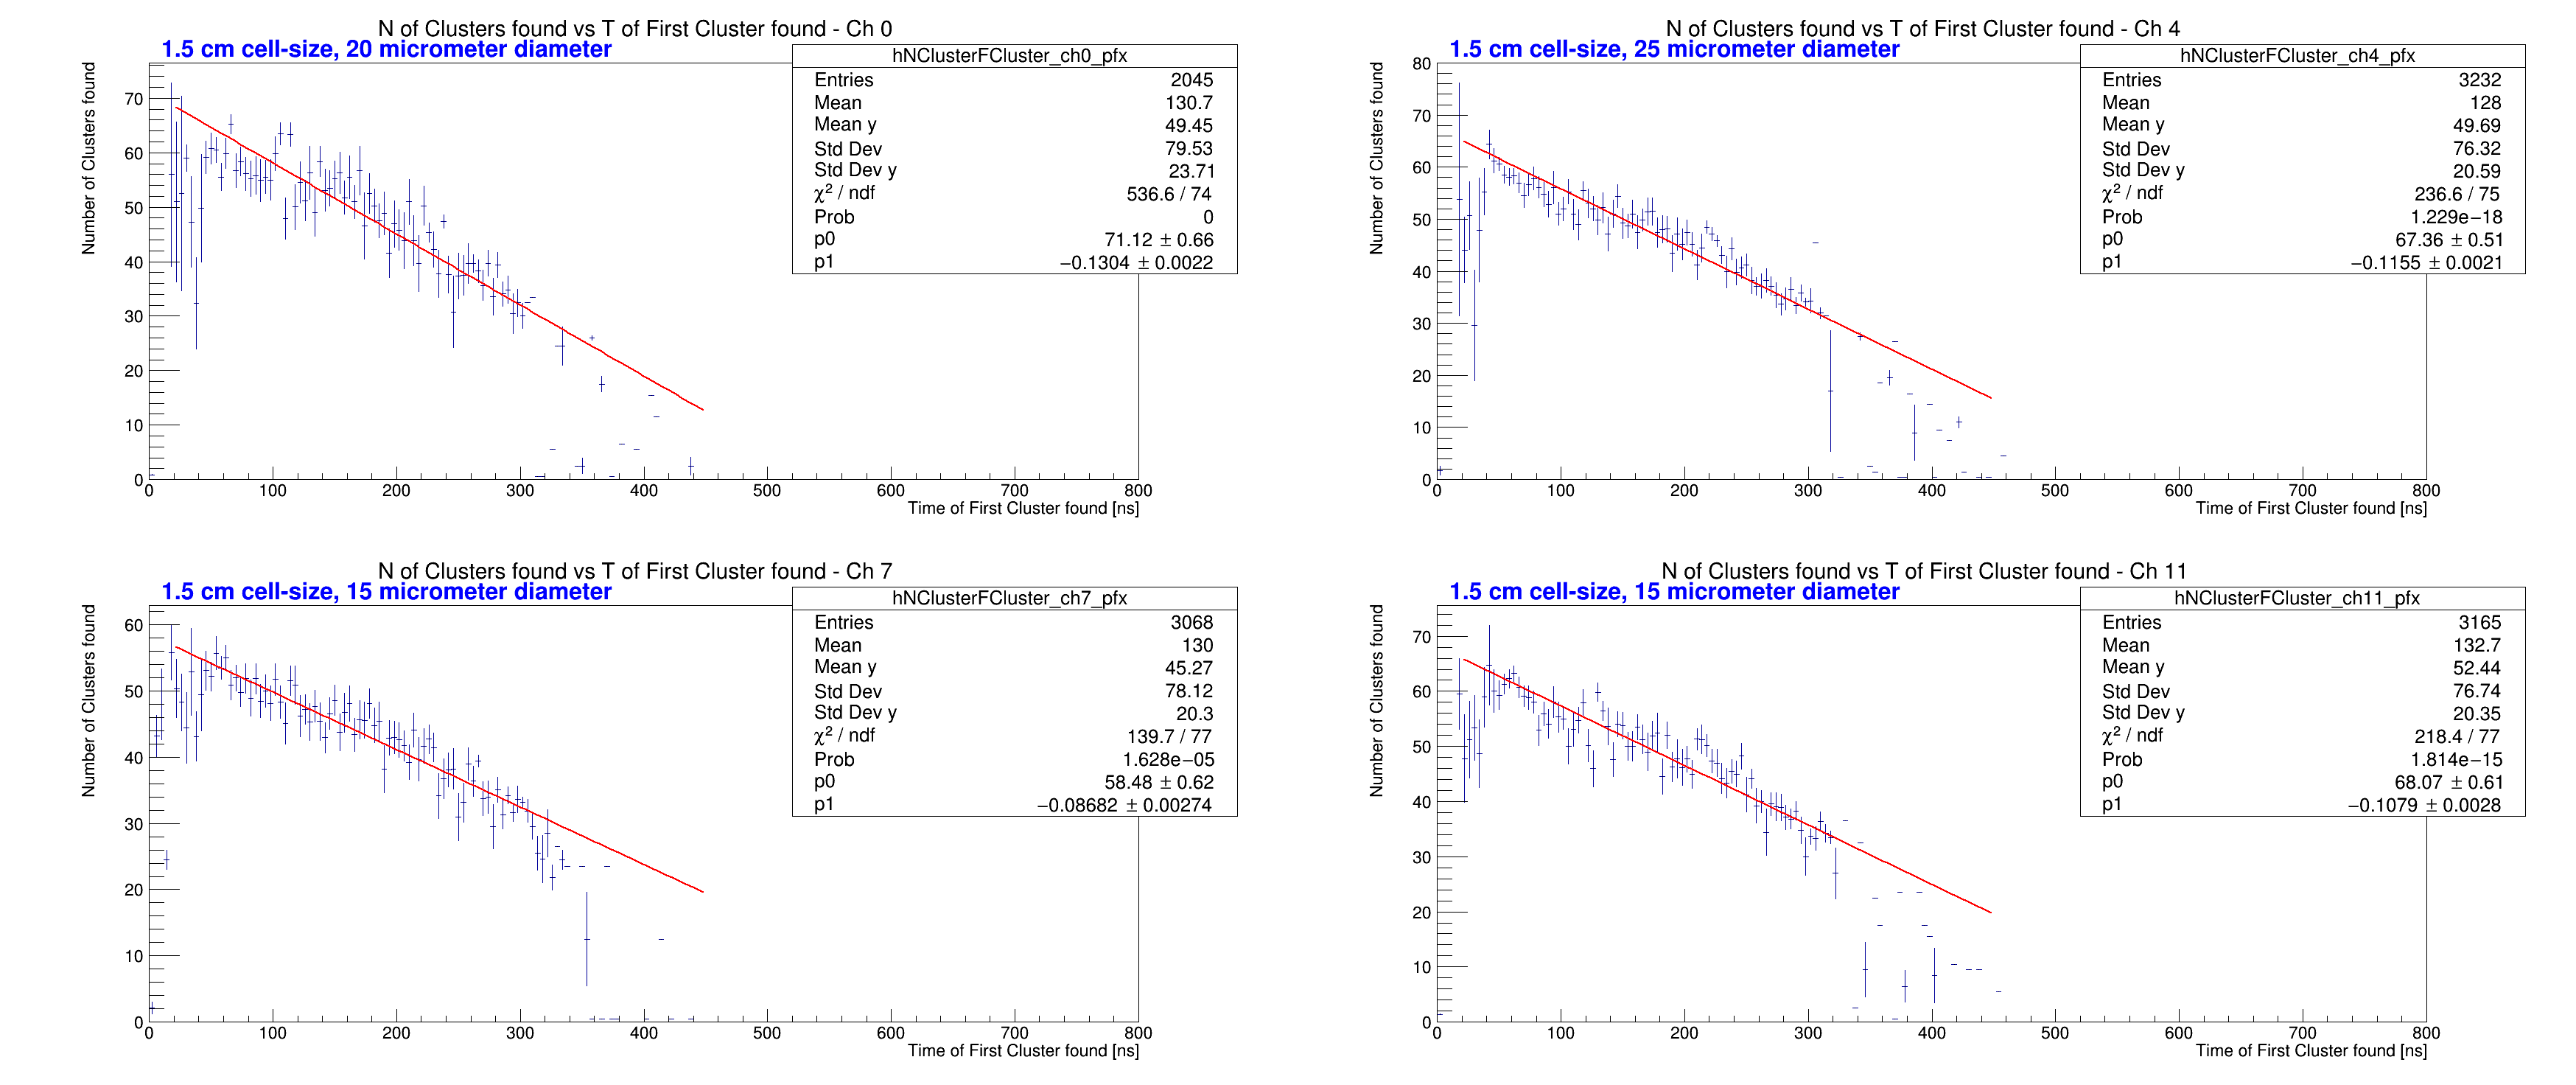 N of Clusters found vs T of First Cluster found - Ch 0
1.5 cm cell-size, 20 micrometer diameter
hNClusterFCluster_ch0_pfx
Entries 2045
Mean 130.7
Mean y 49.45
Std Dev 79.53
Std Dev y 23.71
χ² / ndf 536.6 / 74
Prob 0
p0 71.12 ± 0.66
p1 −0.1304 ± 0.0022
Number of Clusters found
70
60
50
40
30
20
10
0
0 100 200 300 400 500 600 700 800
Time of First Cluster found [ns]
N of Clusters found vs T of First Cluster found - Ch 4
1.5 cm cell-size, 25 micrometer diameter
hNClusterFCluster_ch4_pfx
Entries 3232
Mean 128
Mean y 49.69
Std Dev 76.32
Std Dev y 20.59
χ² / ndf 236.6 / 75
Prob 1.229e−18
p0 67.36 ± 0.51
p1 −0.1155 ± 0.0021
Number of Clusters found
80
70
60
50
40
30
20
10
0
0 100 200 300 400 500 600 700 800
Time of First Cluster found [ns]
N of Clusters found vs T of First Cluster found - Ch 7
1.5 cm cell-size, 15 micrometer diameter
hNClusterFCluster_ch7_pfx
Entries 3068
Mean 130
Mean y 45.27
Std Dev 78.12
Std Dev y 20.3
χ² / ndf 139.7 / 77
Prob 1.628e−05
p0 58.48 ± 0.62
p1 −0.08682 ± 0.00274
Number of Clusters found
60
50
40
30
20
10
0
0 100 200 300 400 500 600 700 800
Time of First Cluster found [ns]
N of Clusters found vs T of First Cluster found - Ch 11
1.5 cm cell-size, 15 micrometer diameter
hNClusterFCluster_ch11_pfx
Entries 3165
Mean 132.7
Mean y 52.44
Std Dev 76.74
Std Dev y 20.35
χ² / ndf 218.4 / 77
Prob 1.814e−15
p0 68.07 ± 0.61
p1 −0.1079 ± 0.0028
Number of Clusters found
70
60
50
40
30
20
10
0
0 100 200 300 400 500 600 700 800
Time of First Cluster found [ns]